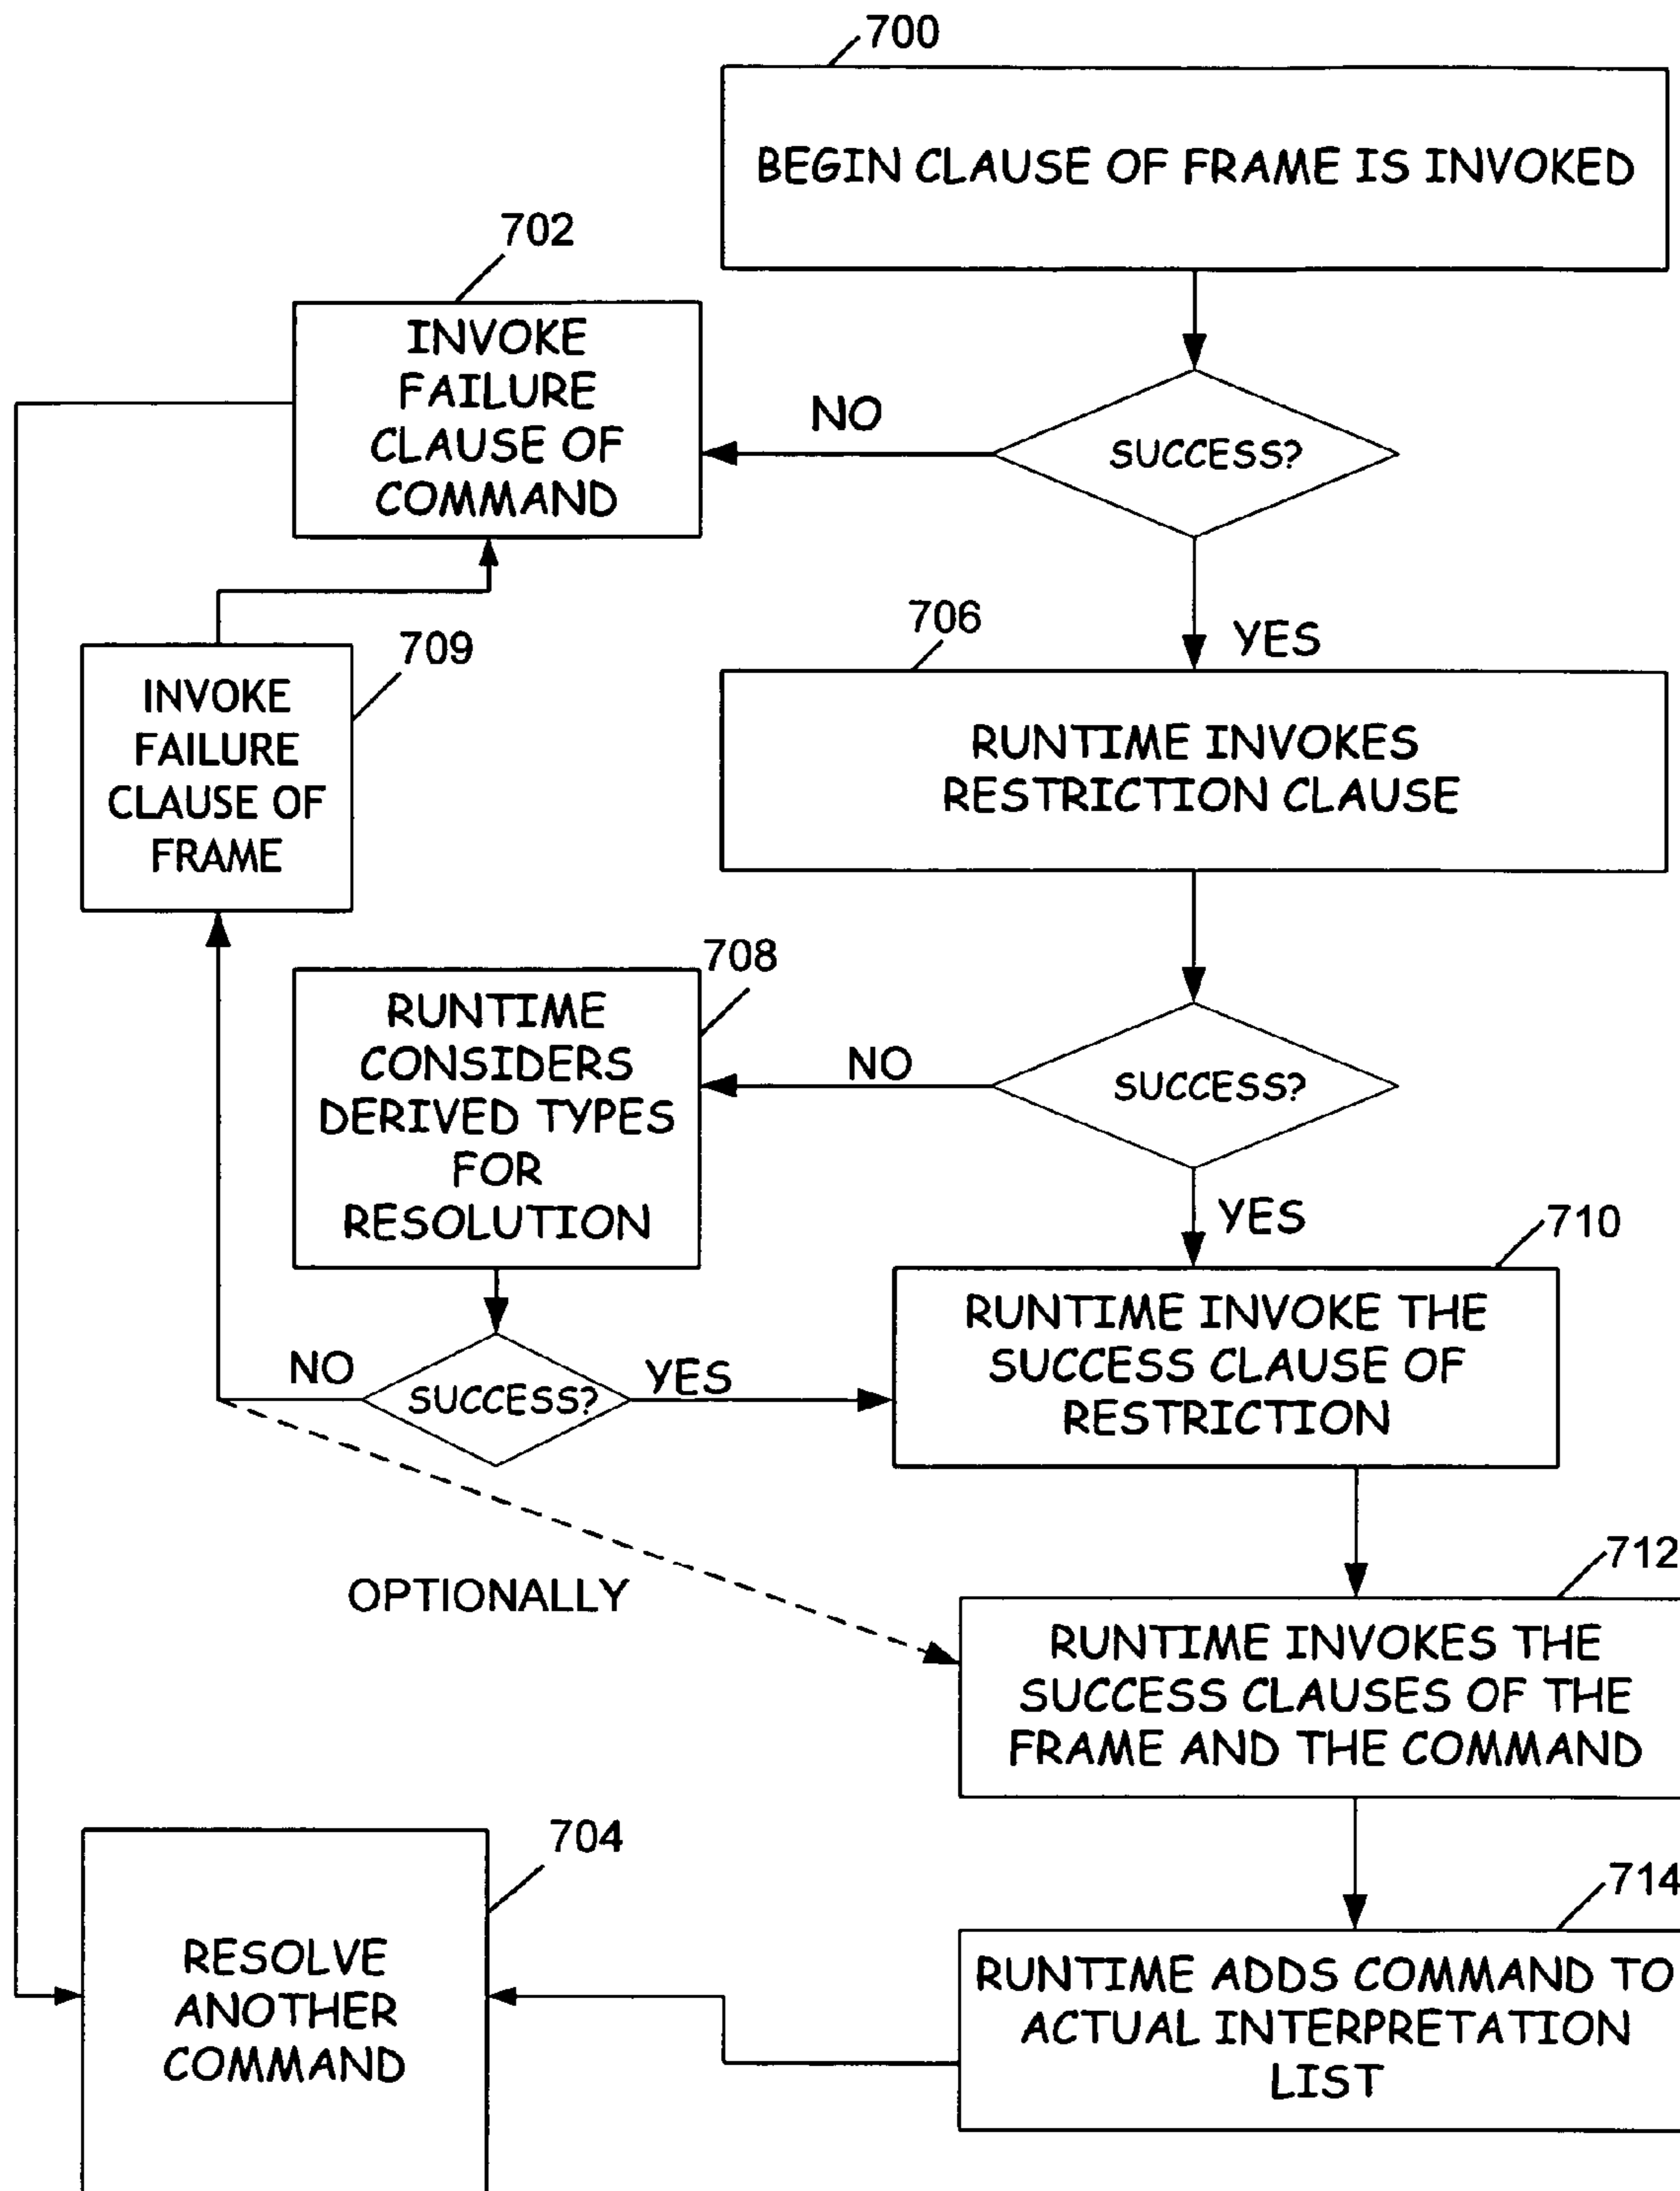 700
BEGIN CLAUSE OF FRAME IS INVOKED
702
INVOKE
FAILURE
CLAUSE OF
COMMAND
NO
SUCCESS?
YES
706
RUNTIME INVOKES
RESTRICTION CLAUSE
709
INVOKE
FAILURE
CLAUSE OF
FRAME
708
RUNTIME
CONSIDERS
DERIVED TYPES
FOR
RESOLUTION
NO
SUCCESS?
YES
710
RUNTIME INVOKE THE
SUCCESS CLAUSE OF
RESTRICTION
NO
SUCCESS?
YES
OPTIONALLY
712
RUNTIME INVOKES THE
SUCCESS CLAUSES OF THE
FRAME AND THE COMMAND
704
RESOLVE
ANOTHER
COMMAND
714
RUNTIME ADDS COMMAND TO
ACTUAL INTERPRETATION
LIST